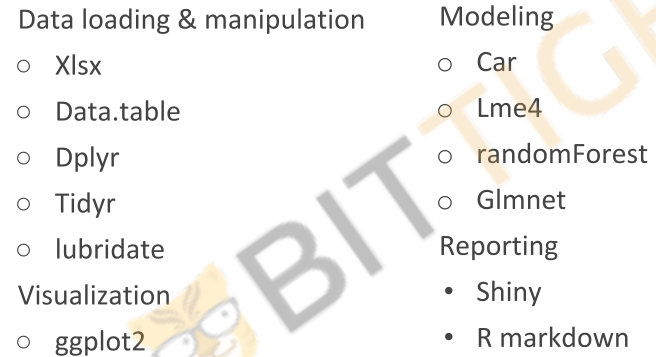 Data loading & manipulation
○ Xlsx
○ Data.table
○ Dplyr
○ Tidyr
○ lubridate
Visualization
○ ggplot2
Modeling
○ Car
○ Lme4
○ randomForest
○ Glmnet
Reporting
• Shiny
• R markdown
BITTIG